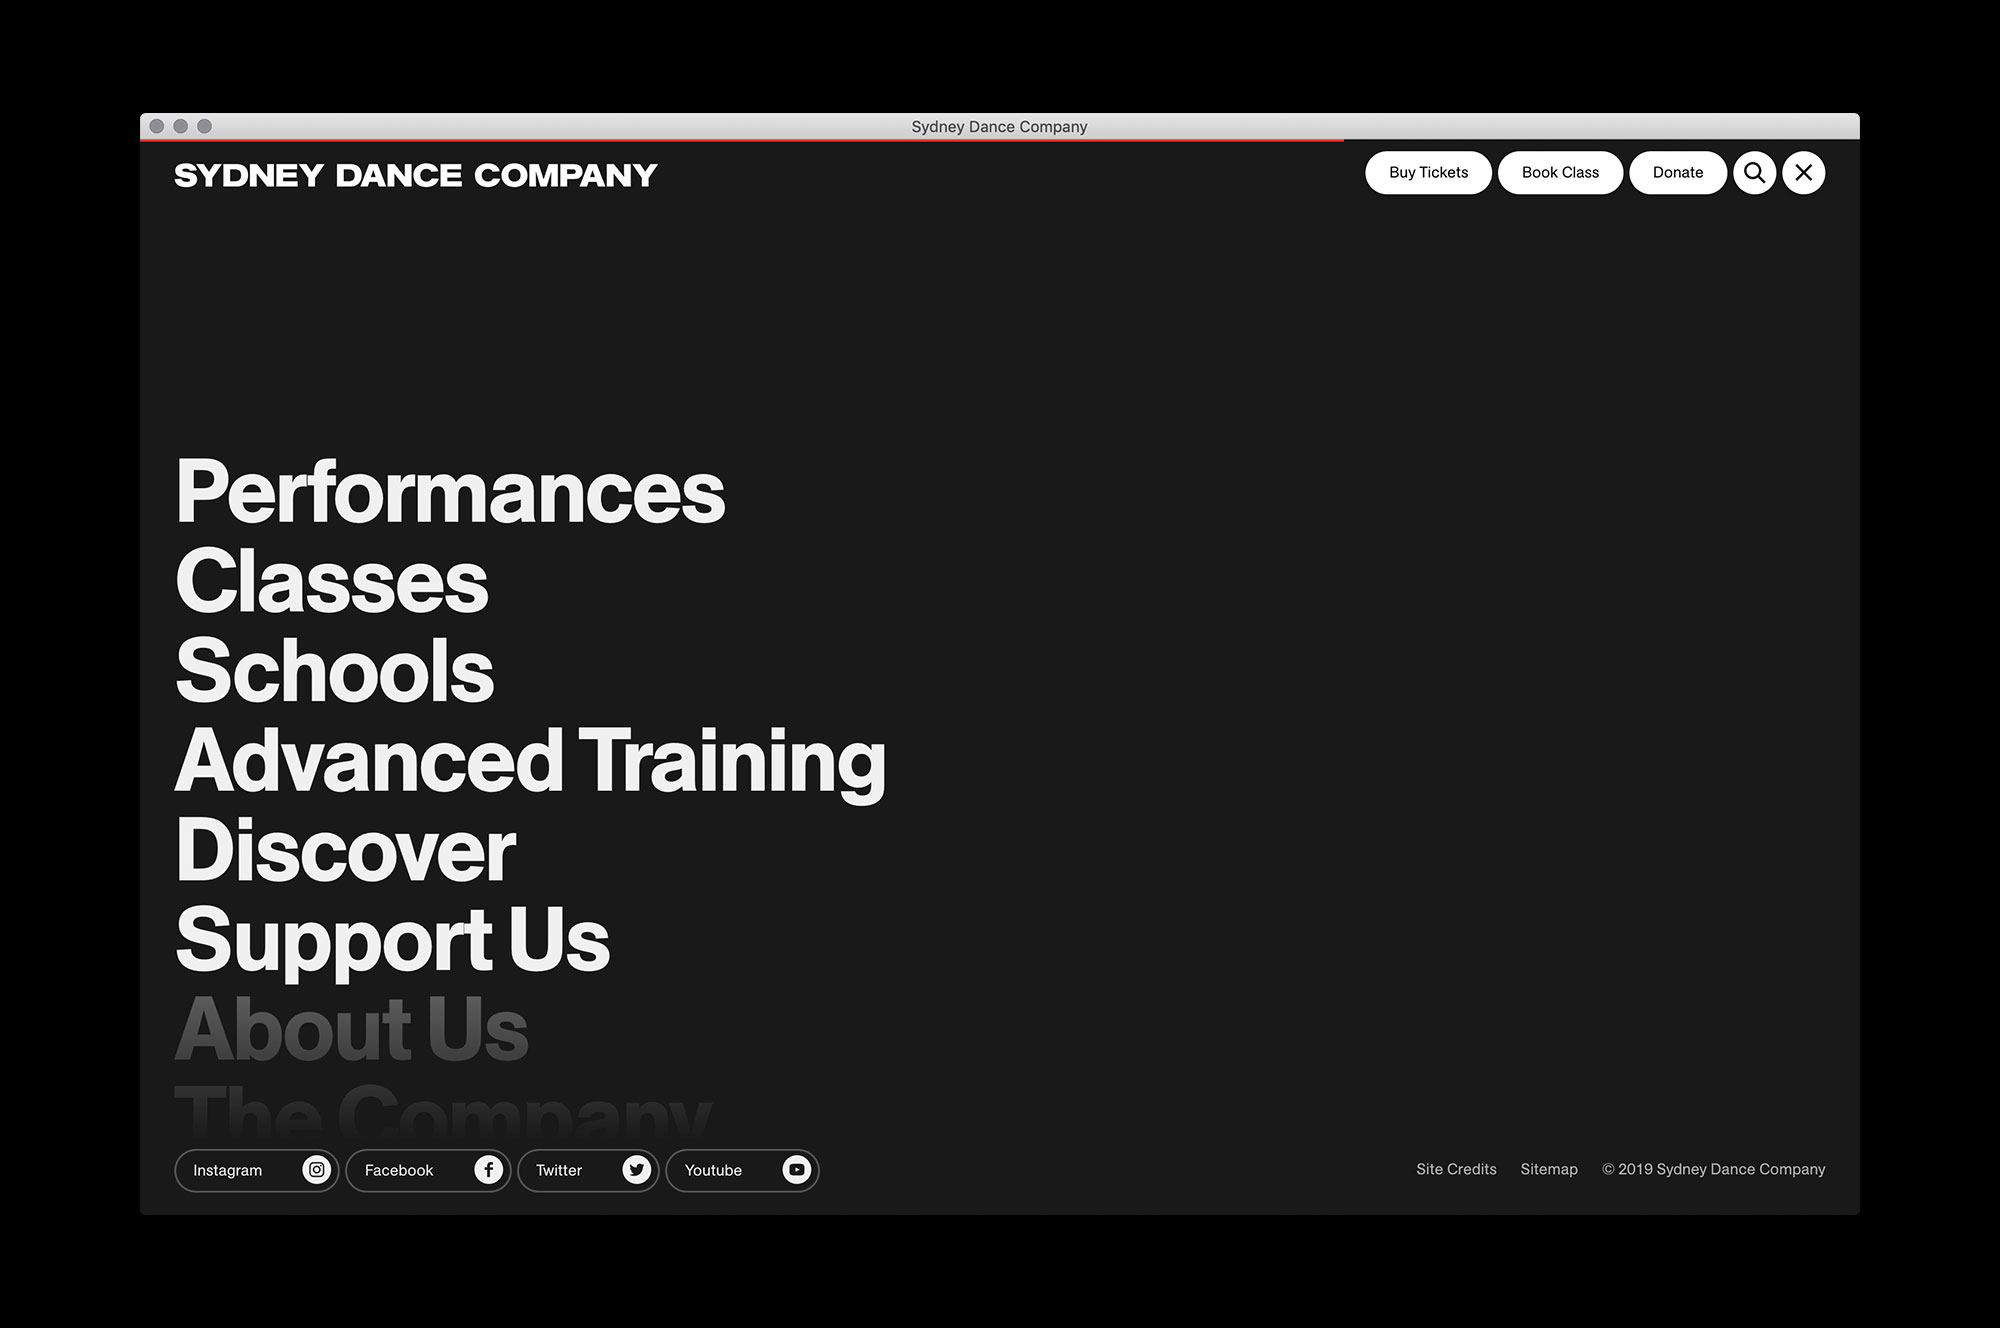 Sydney Dance Company
SYDNEY DANCE COMPANY
Buy Tickets
Book Class
Donate
Performances
Classes
Schools
Advanced Training
Discover
Support Us
About Us
The Company
Instagram
Facebook
Twitter
Youtube
Site Credits
Sitemap
© 2019 Sydney Dance Company